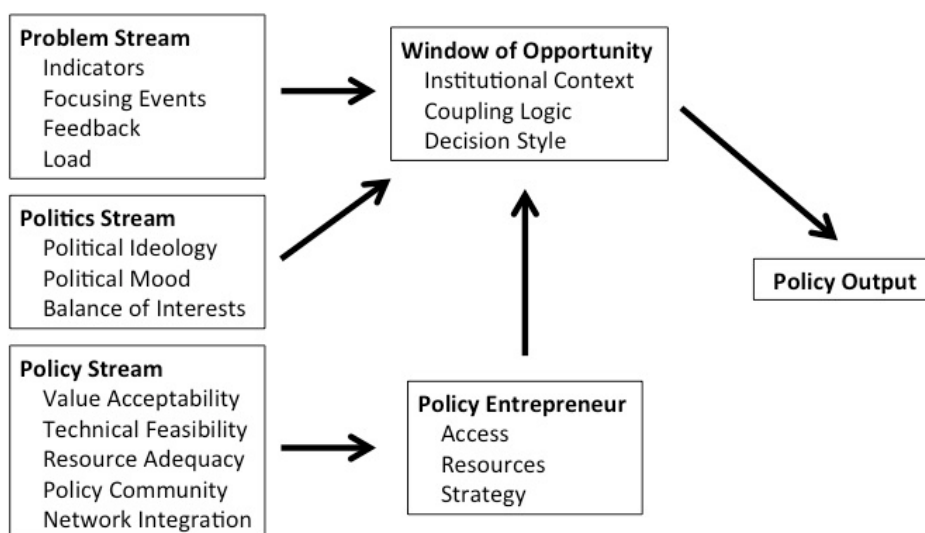 Problem Stream
Indicators
Focusing Events
Feedback
Load
Politics Stream
Political Ideology
Political Mood
Balance of Interests
Policy Stream
Value Acceptability
Technical Feasibility
Resource Adequacy
Policy Community
Network Integration
Window of Opportunity
Institutional Context
Coupling Logic
Decision Style
Policy Entrepreneur
Access
Resources
Strategy
Policy Output